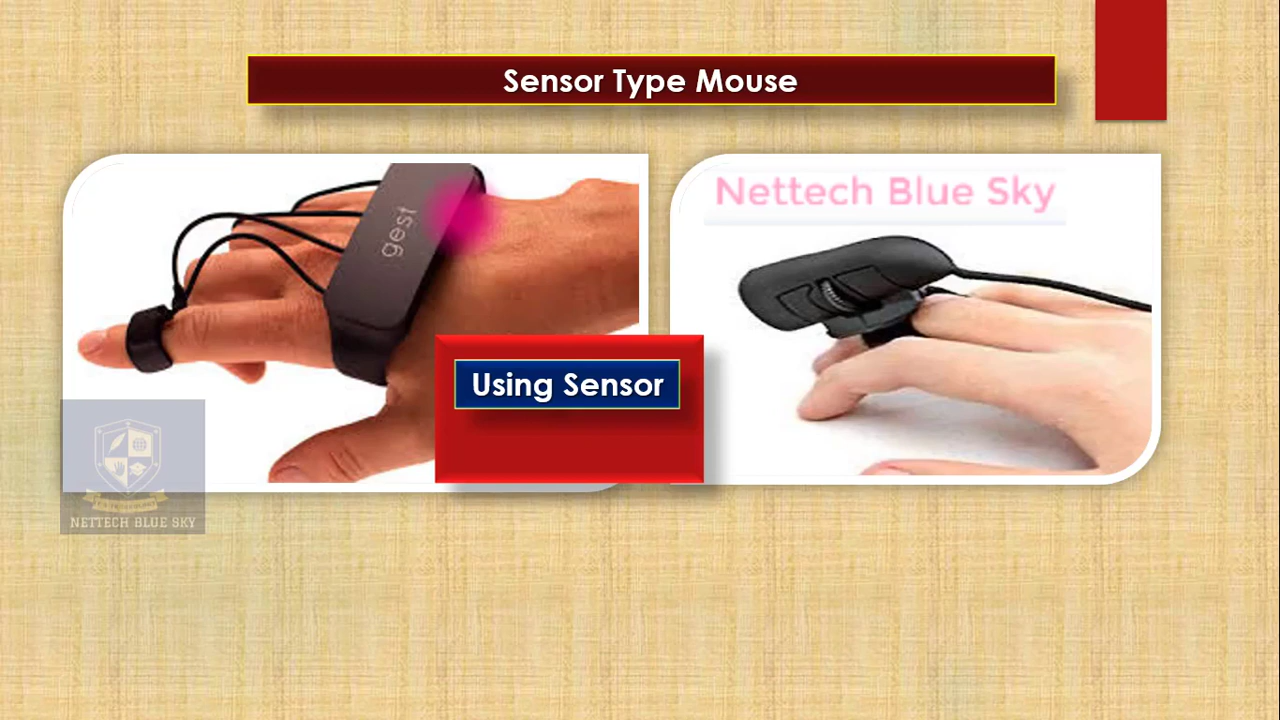 Sensor Type Mouse
gest
Nettech Blue Sky
Using Sensor
NETTECH BLUE SKY